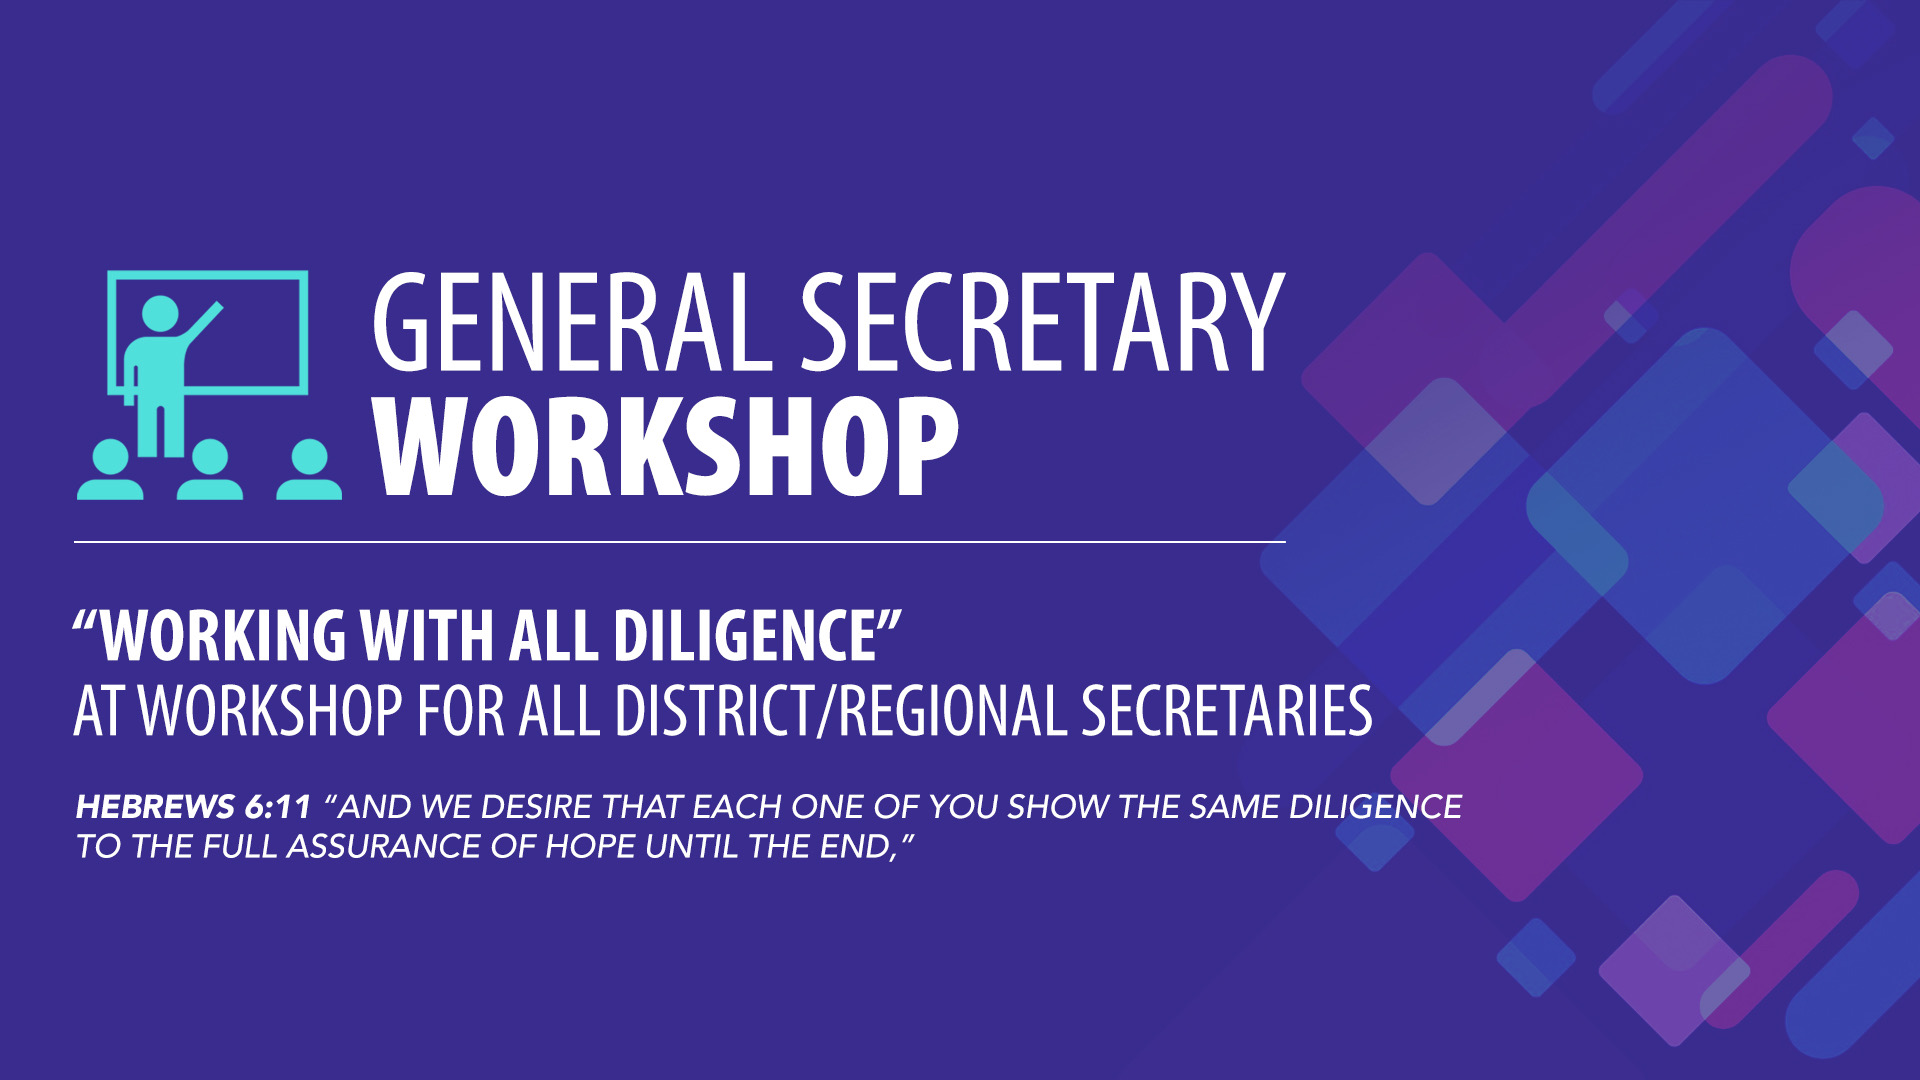 GENERAL SECRETARY
WORKSHOP
“WORKING WITH ALL DILIGENCE”
AT WORKSHOP FOR ALL DISTRICT/REGIONAL SECRETARIES
HEBREWS 6:11 “AND WE DESIRE THAT EACH ONE OF YOU SHOW THE SAME DILIGENCE
TO THE FULL ASSURANCE OF HOPE UNTIL THE END,”